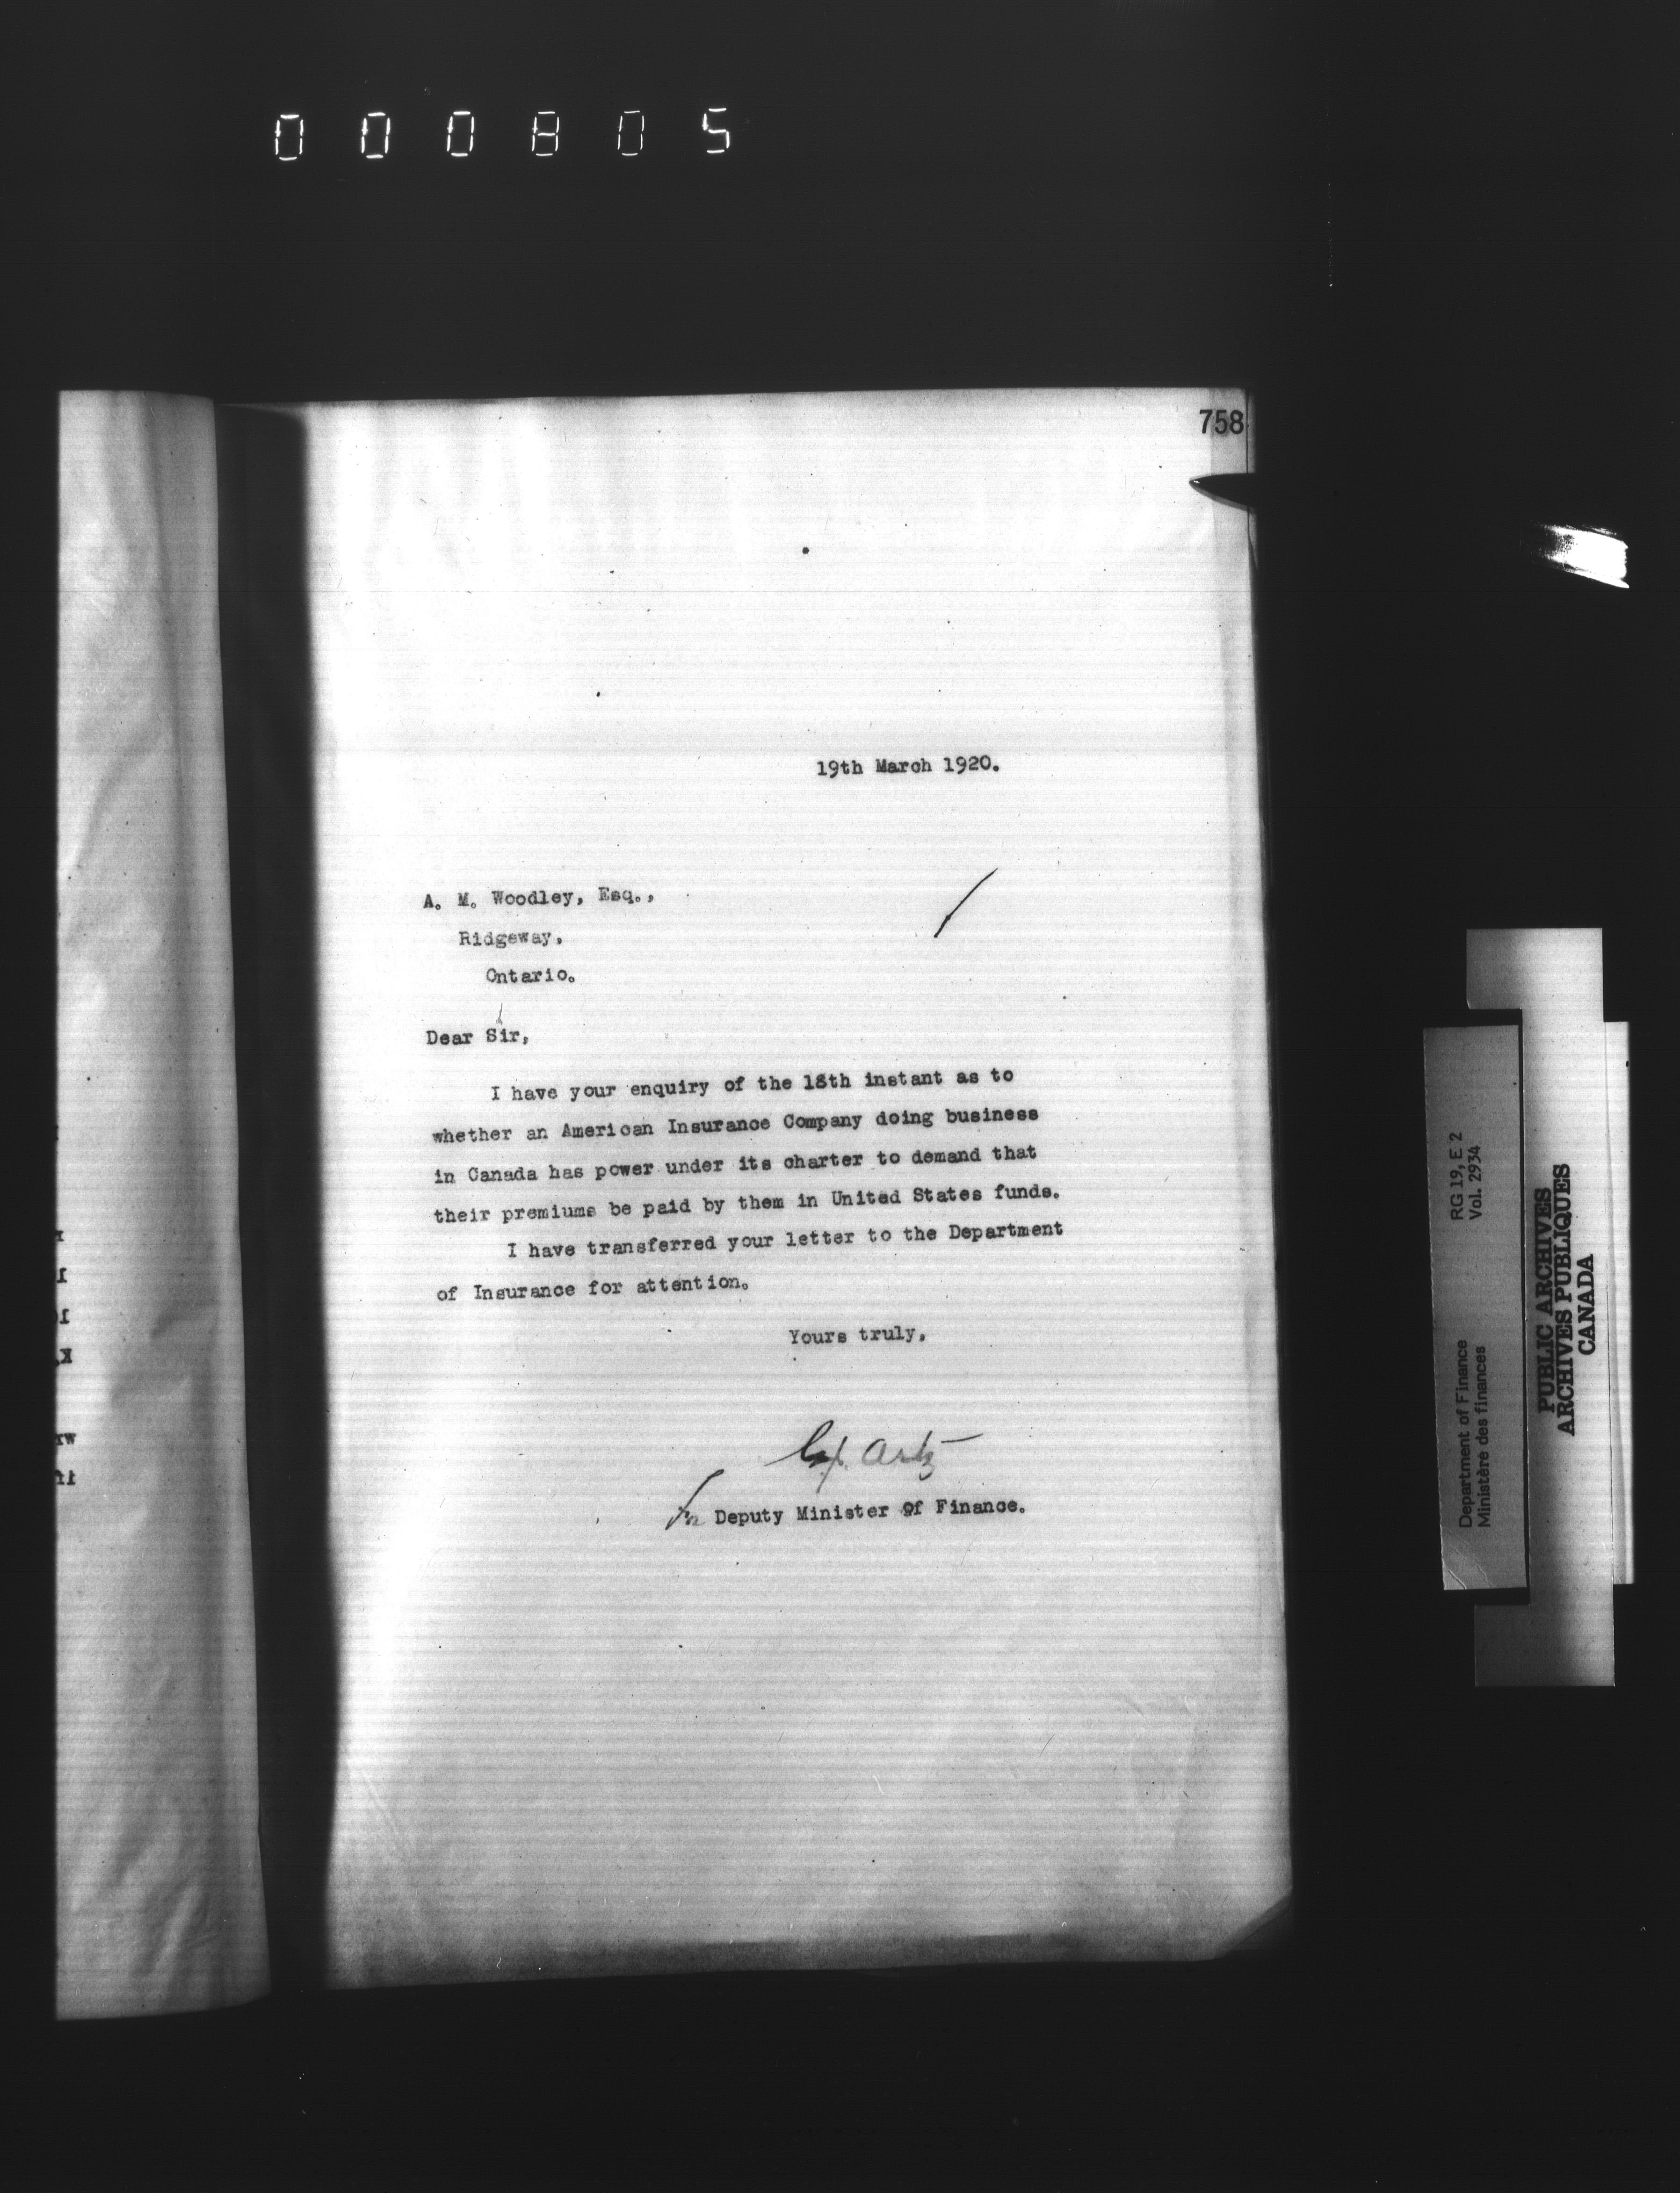 000805
758
19th March 1920.
A. M. Woodley, Esq.,
Ridgeway,
Ontario.
Dear Sir,
I have your enquiry of the 18th instant as to
whether an American Insurance Company doing business
in Canada has power under its charter to demand that
their premiums be paid by them in United States funds.
I have transferred your letter to the Department
of Insurance for attention.
Yours truly,
For Deputy Minister of Finance.
Department of Finance RG 19, E 2
Ministère des finances Vol. 2934
PUBLIC ARCHIVES
ARCHIVES PUBLIQUES
CANADA